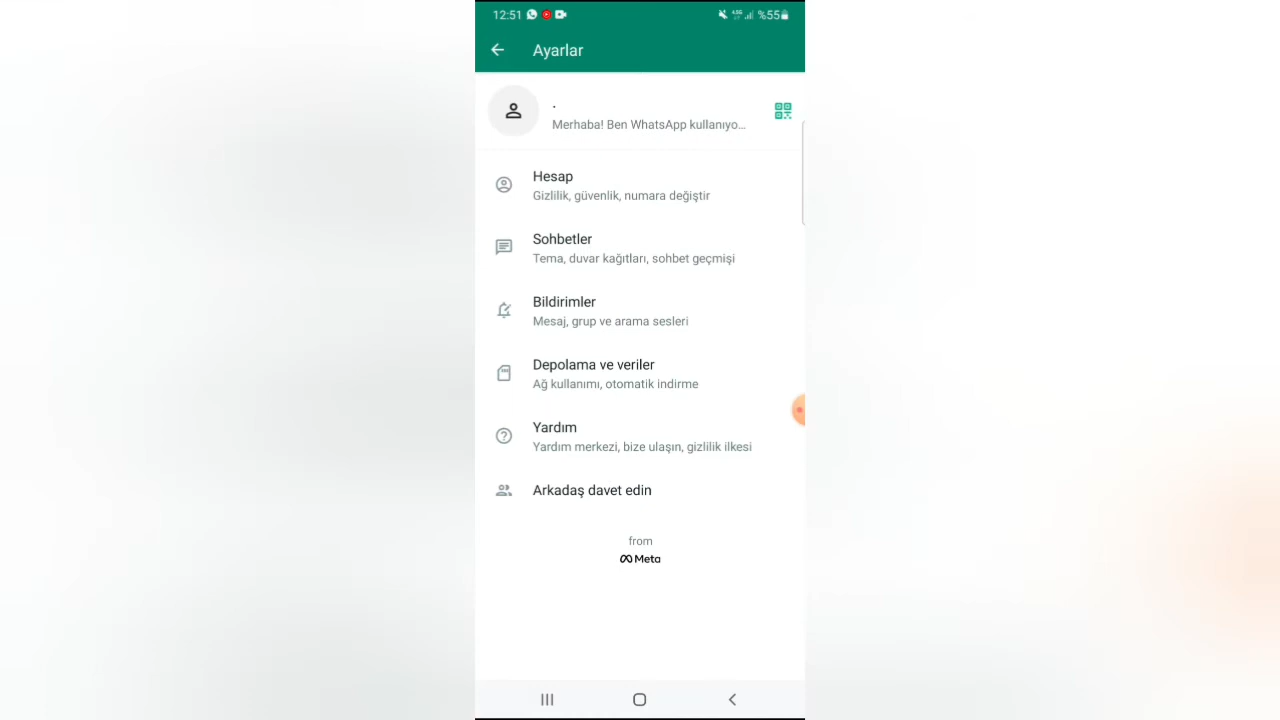 12:51 %55
Ayarlar
.
Merhaba! Ben WhatsApp kullanıyo...
Hesap
Gizlilik, güvenlik, numara değiştir
Sohbetler
Tema, duvar kağıtları, sohbet geçmişi
Bildirimler
Mesaj, grup ve arama sesleri
Depolama ve veriler
Ağ kullanımı, otomatik indirme
Yardım
Yardım merkezi, bize ulaşın, gizlilik ilkesi
Arkadaş davet edin
from
Meta